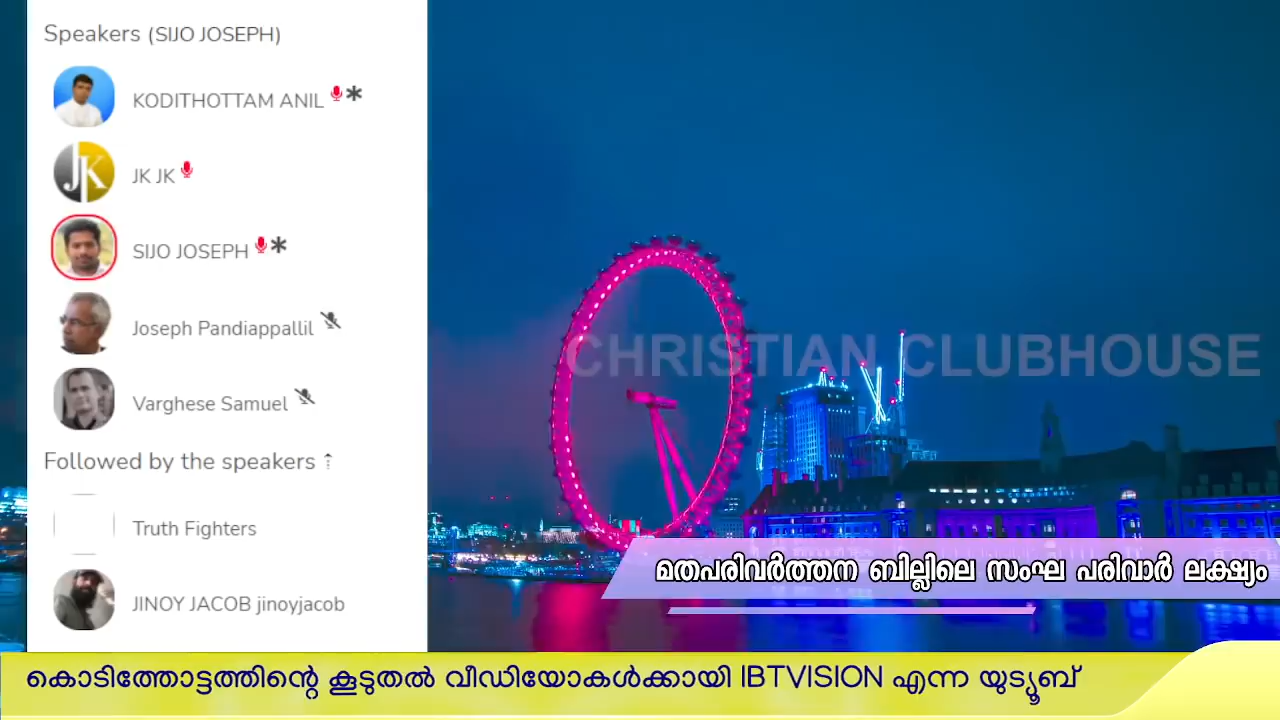 Speakers (SIJO JOSEPH)
KODITHOTTAM ANIL
JK
JK JK
SIJO JOSEPH
Joseph Pandiappallil
Varghese Samuel
Followed by the speakers
Truth Fighters
JINOY JACOB jinoyjacob
CHRISTIAN CLUBHOUSE
മതപരിവർത്തന ബില്ലിലെ സംഘ പരിവാർ ലക്ഷ്യം
കൊടിത്തോട്ടത്തിന്റെ കൂടുതൽ വീഡിയോകൾക്കായി IBTVISION എന്ന യുട്യൂബ്